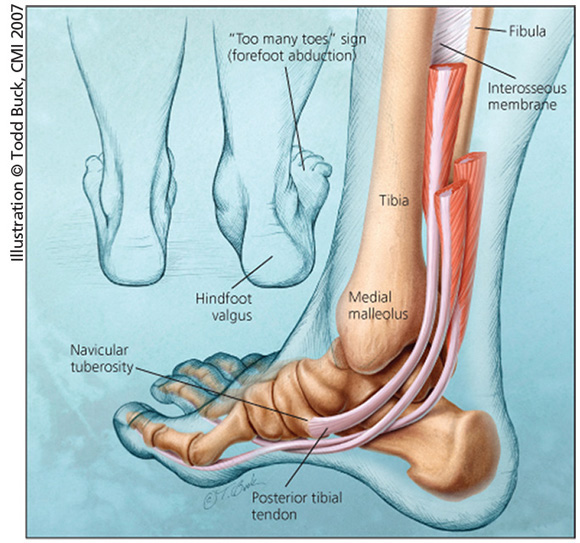 Illustration © Todd Buck, CMI 2007
"Too many toes" sign
(forefoot abduction)
Fibula
Interosseous
membrane
Tibia
Hindfoot
valgus
Medial
malleolus
Navicular
tuberosity
Posterior tibial
tendon
© T. Buck